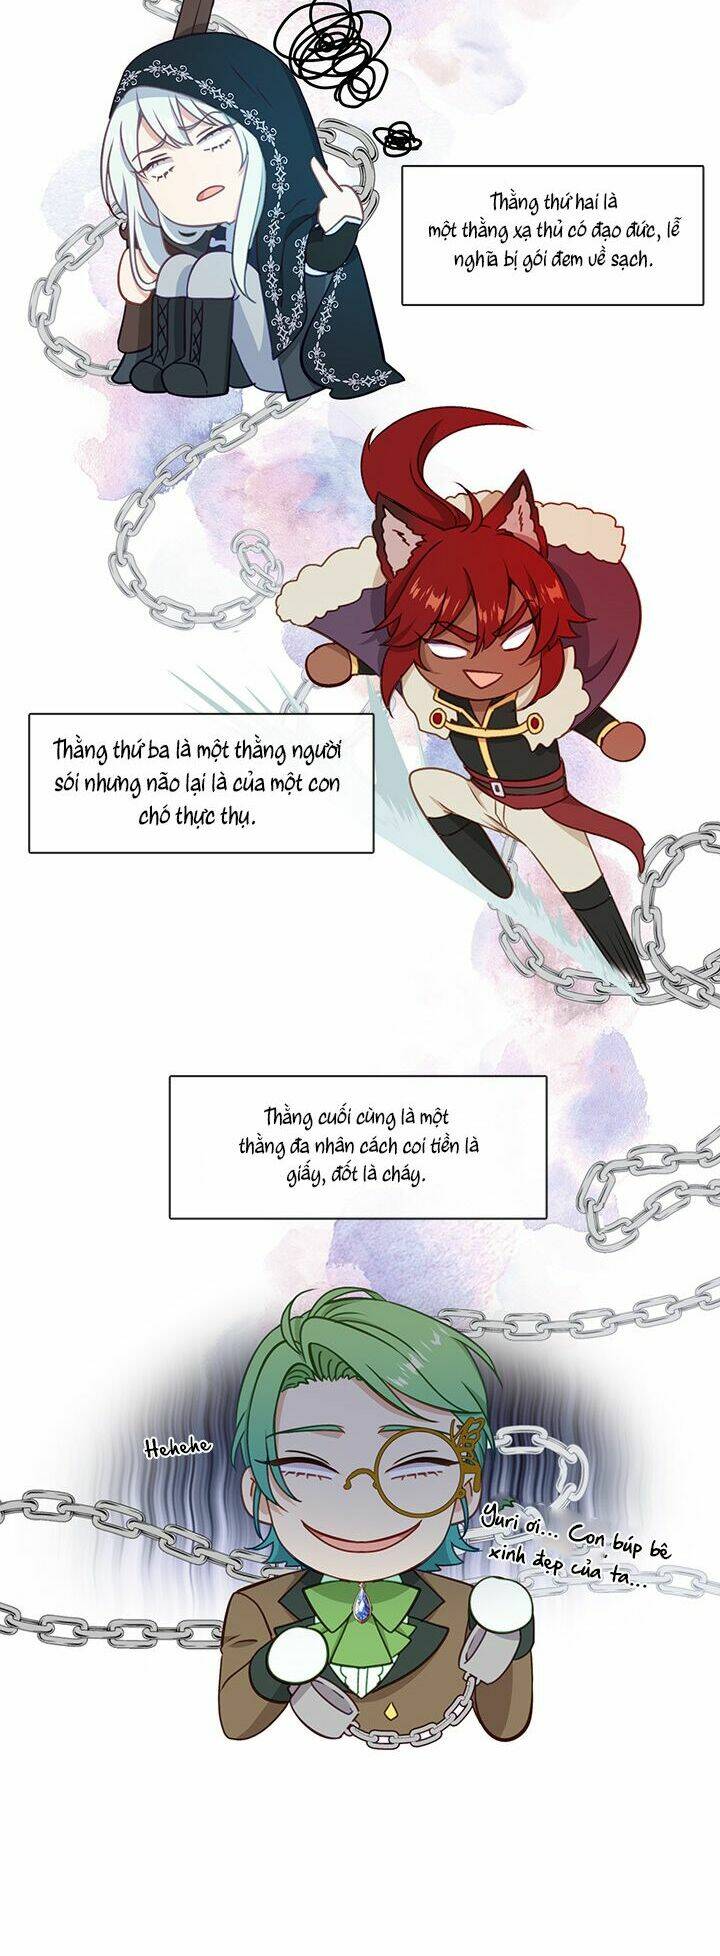 Thằng thứ hai là
một thằng xạ thủ có đạo đức, lễ
nghĩa bị gói đem về sạch.
Thằng thứ ba là một thằng người
sói nhưng não lại là của một con
chó thực thụ.
Thằng cuối cùng là một
thằng đa nhân cách coi tiền là
giấy, đốt là cháy.
Hehehe
Yuri ơi... Con búp bê
xinh đẹp của ta...